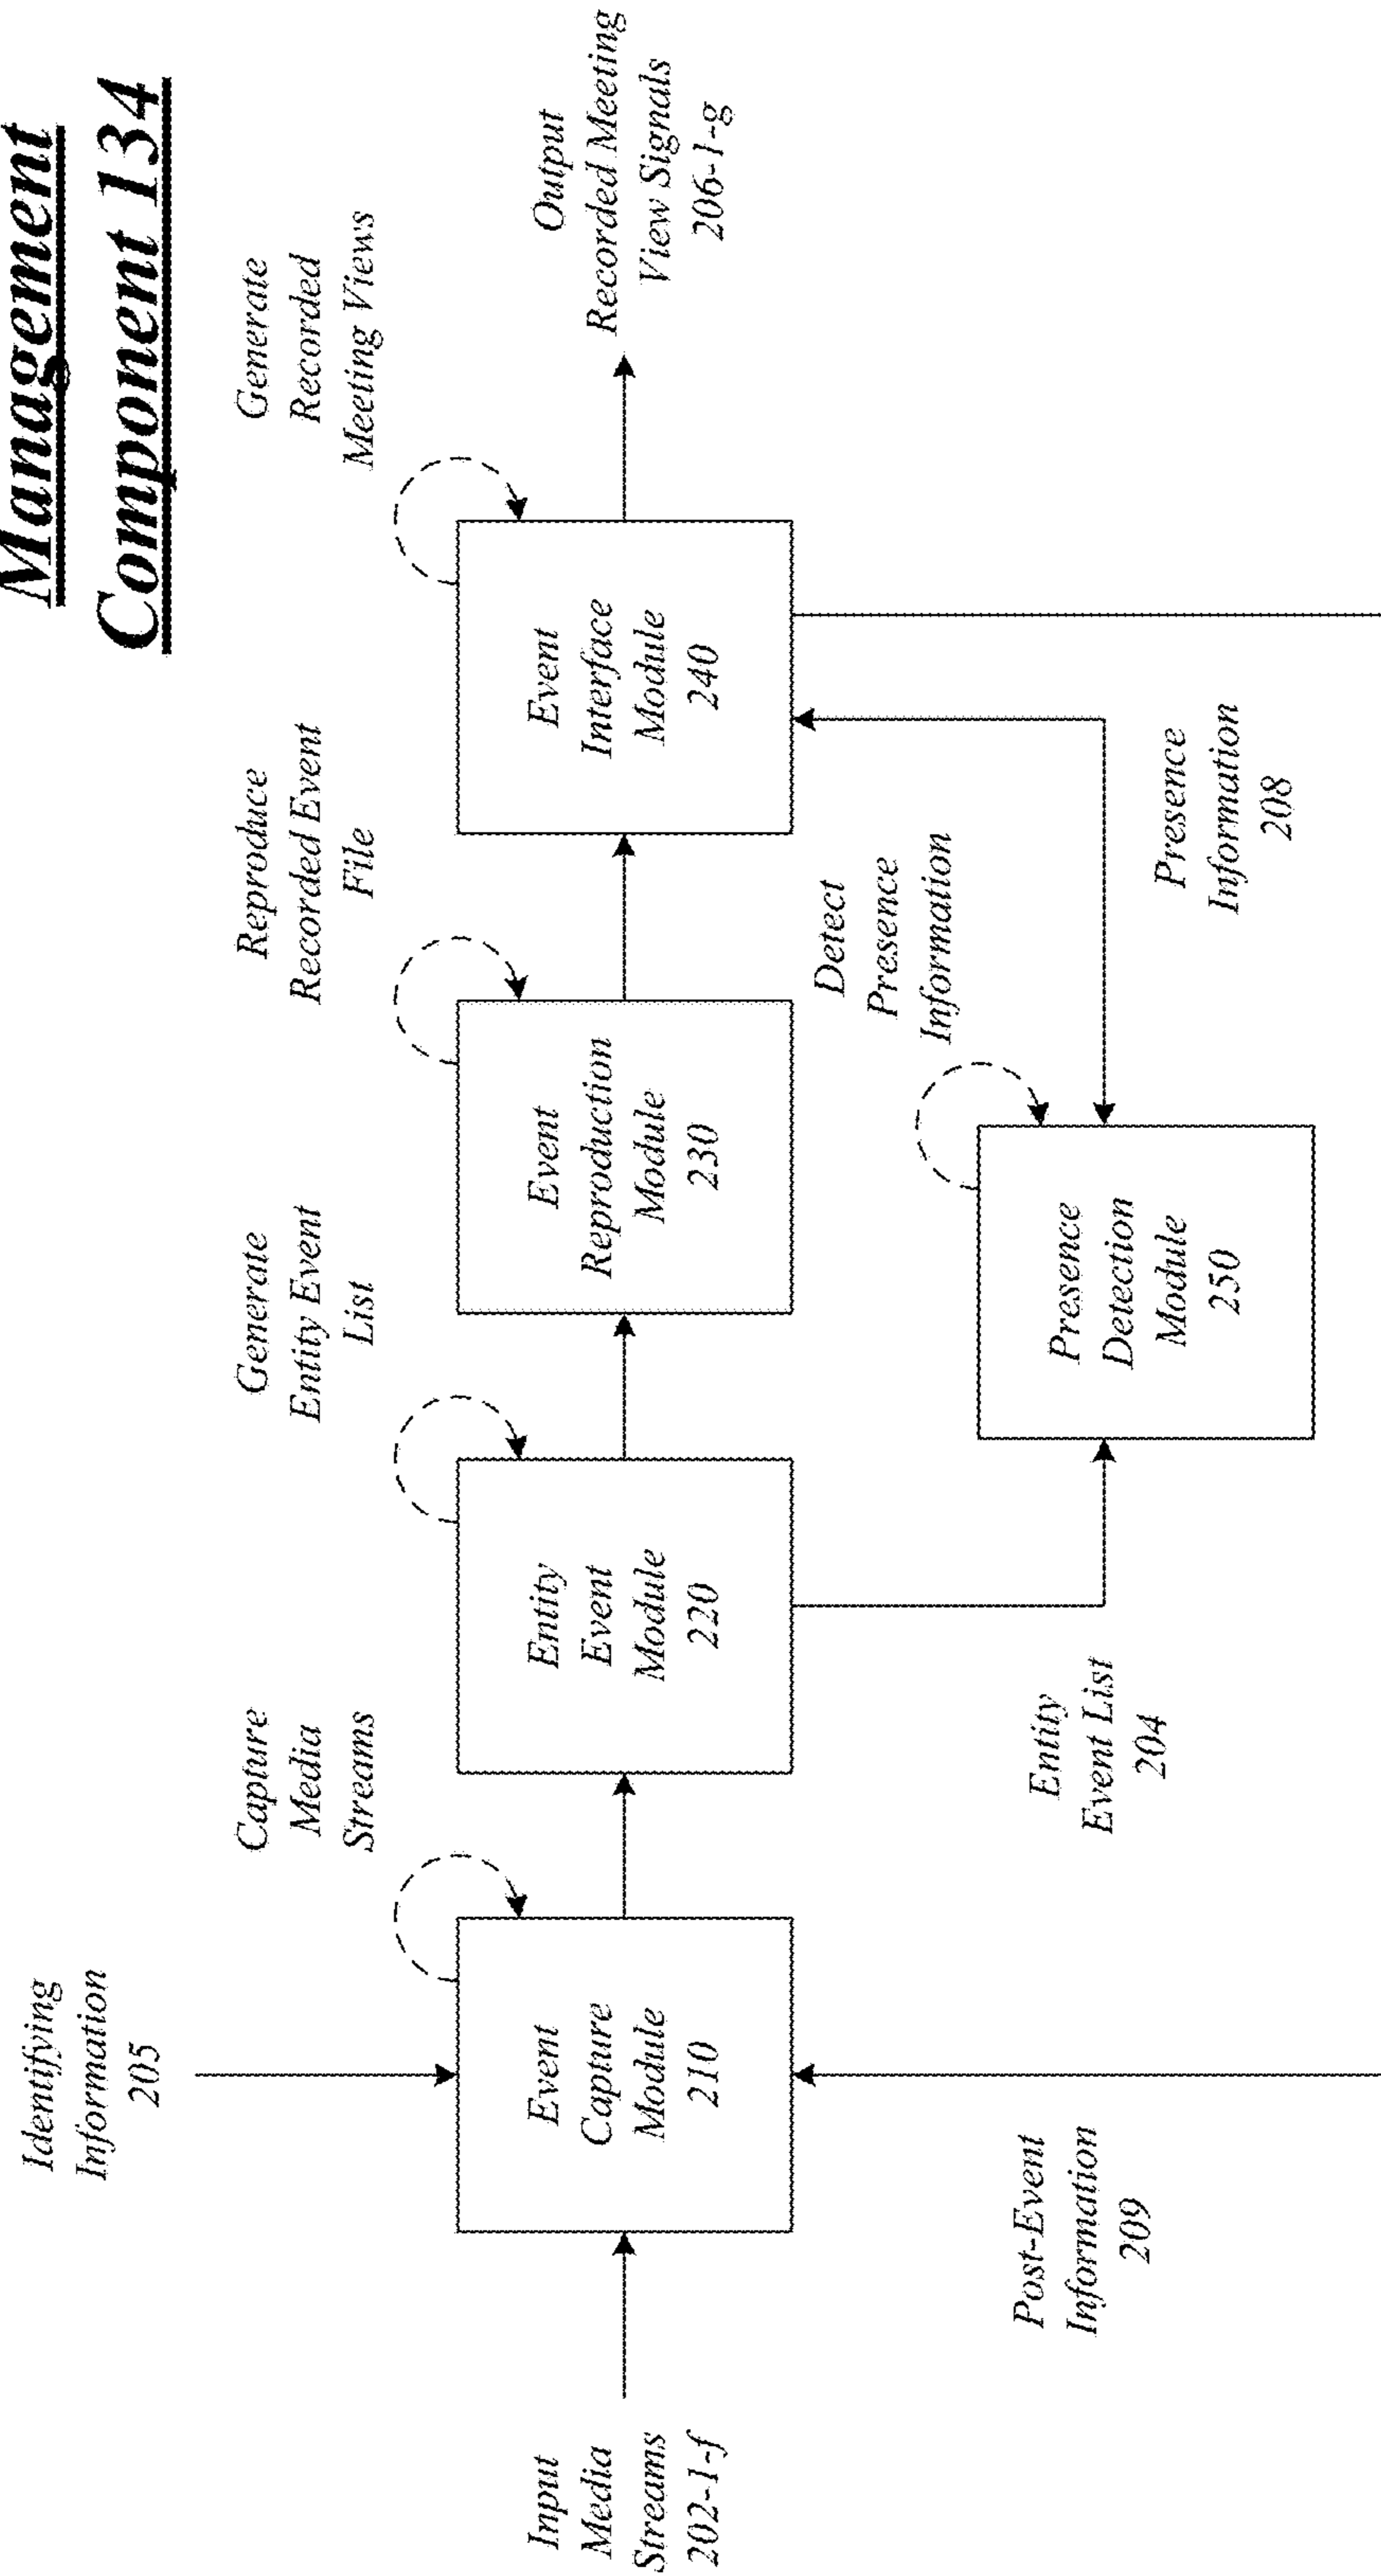 Management
Component 134
Identifying
Information
205
Capture
Media
Streams
Generate
Entity Event
List
Reproduce
Recorded Event
File
Generate
Recorded
Meeting Views
Input
Media
Streams
202-1-f
Event
Capture
Module
210
Entity
Event
Module
220
Event
Reproduction
Module
230
Event
Interface
Module
240
Output
Recorded Meeting
View Signals
206-1-g
Detect
Presence
Information
Post-Event
Information
209
Entity
Event List
204
Presence
Detection
Module
250
Presence
Information
208